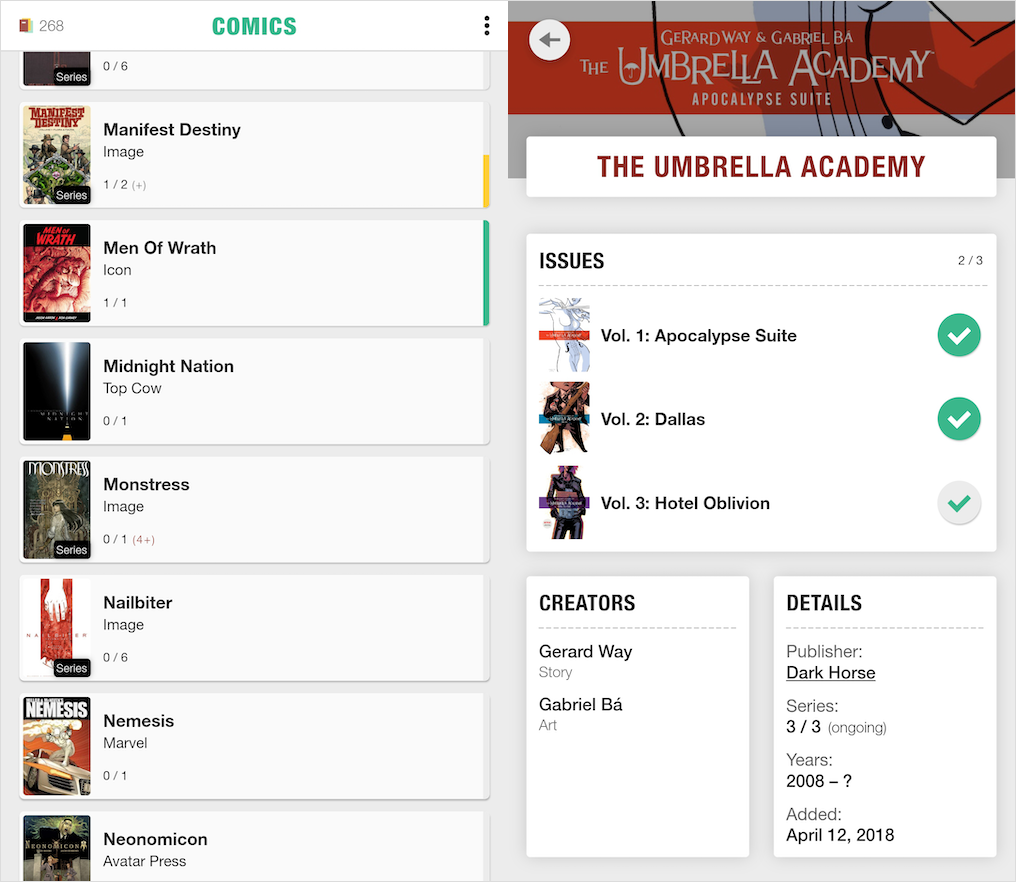 268
COMICS
Series
0 / 6
MANIFEST
DESTINY
Series
Manifest Destiny
Image
1 / 2 (+)
MEN OF
WRATH
Men Of Wrath
Icon
1 / 1
MIDNIGHT
NATION
Midnight Nation
Top Cow
0 / 1
MONSTRESS
Series
Monstress
Image
0 / 1 (4+)
NAILBITER
Series
Nailbiter
Image
0 / 6
NEMESIS
Nemesis
Marvel
0 / 1
NEONOMICON
Neonomicon
Avatar Press
GERARD WAY & GABRIEL BÁ
THE UMBRELLA ACADEMY
APOCALYPSE SUITE
THE UMBRELLA ACADEMY
ISSUES
2 / 3
Vol. 1: Apocalypse Suite
Vol. 2: Dallas
Vol. 3: Hotel Oblivion
CREATORS
Gerard Way
Story
Gabriel Bá
Art
DETAILS
Publisher:
Dark Horse
Series:
3 / 3 (ongoing)
Years:
2008 – ?
Added:
April 12, 2018